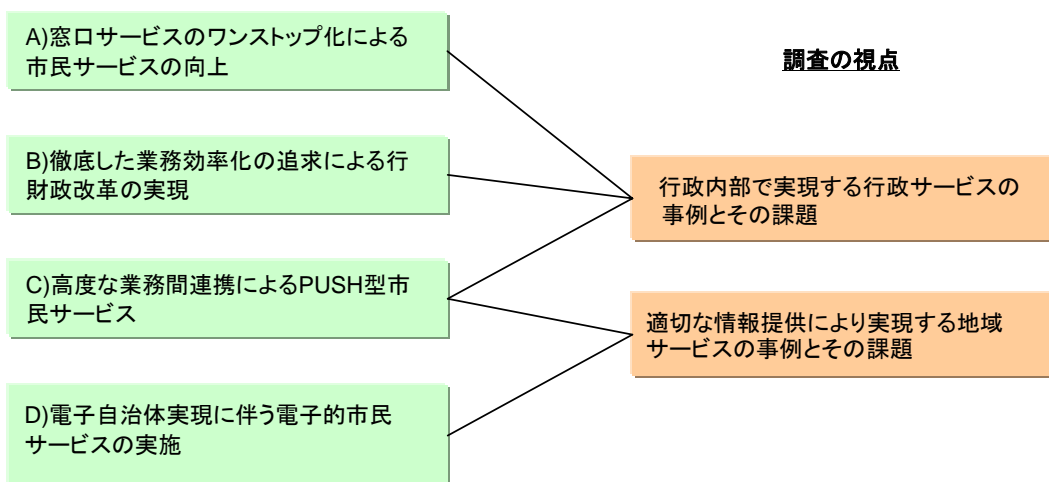 A)窓口サービスのワンストップ化による
市民サービスの向上
調査の視点
B)徹底した業務効率化の追求による行
財政改革の実現
行政内部で実現する行政サービスの
事例とその課題
C)高度な業務間連携によるPUSH型市
民サービス
適切な情報提供により実現する地域
サービスの事例とその課題
D)電子自治体実現に伴う電子的市民
サービスの実施